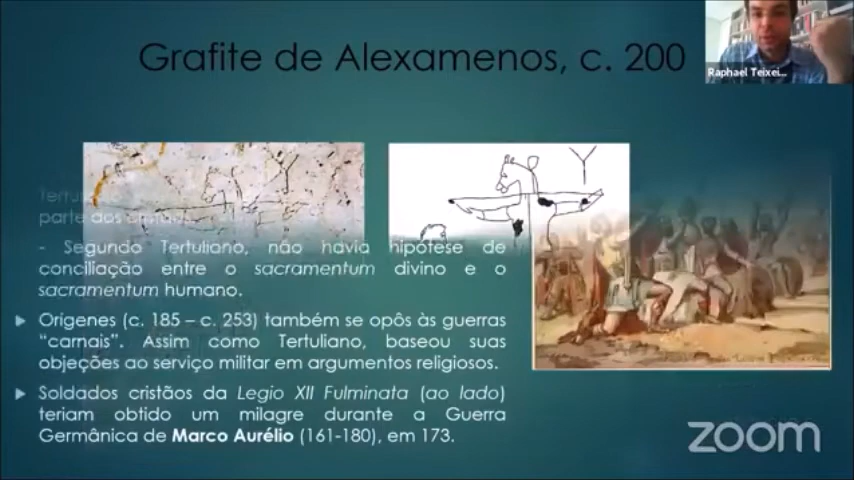 Grafite de Alexamenos, c. 200
Raphael Teixei...
parte aos cristãos.
- Segundo Tertuliano, não havia hipótese de
conciliação entre o sacramentum divino e o
sacramentum humano.
Orígenes (c. 185 – c. 253) também se opôs às guerras
“carnais”. Assim como Tertuliano, baseou suas
objeções ao serviço militar em argumentos religiosos.
Soldados cristãos da Legio XII Fulminata (ao lado)
teriam obtido um milagre durante a Guerra
Germânica de Marco Aurélio (161-180), em 173.
zoom